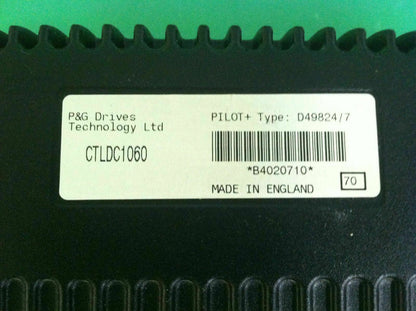 P&G Drives
Technology Ltd
CTLDC1060
PILOT+ Type: D49824/7
*B4020710*
MADE IN ENGLAND
70